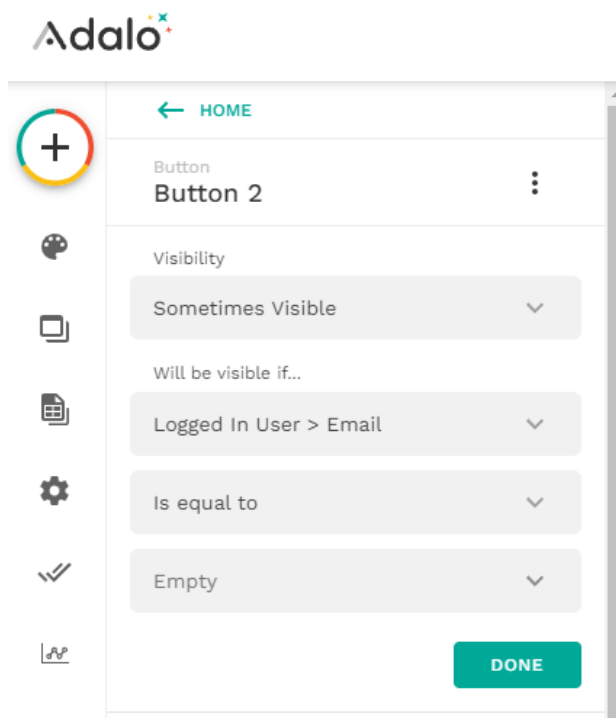 Adalo
HOME
Button
Button 2
Visibility
Sometimes Visible
Will be visible if...
Logged In User > Email
Is equal to
Empty
DONE